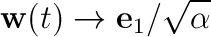 𝐰(t) → 𝐞₁/√α